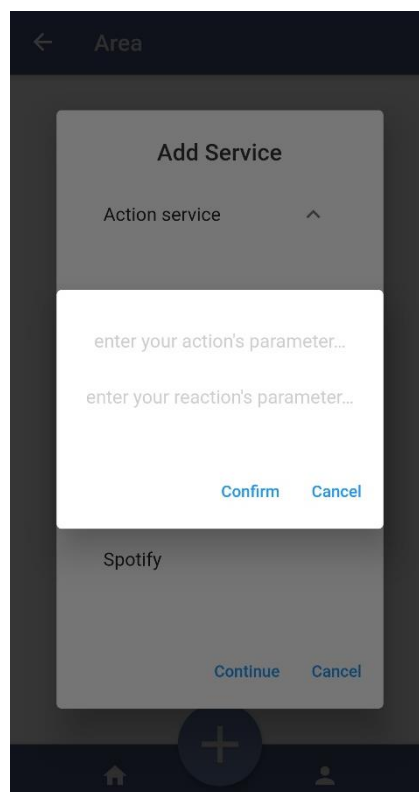 Area
Add Service
Action service
enter your action's parameter...
enter your reaction's parameter...
Confirm Cancel
Spotify
Continue Cancel